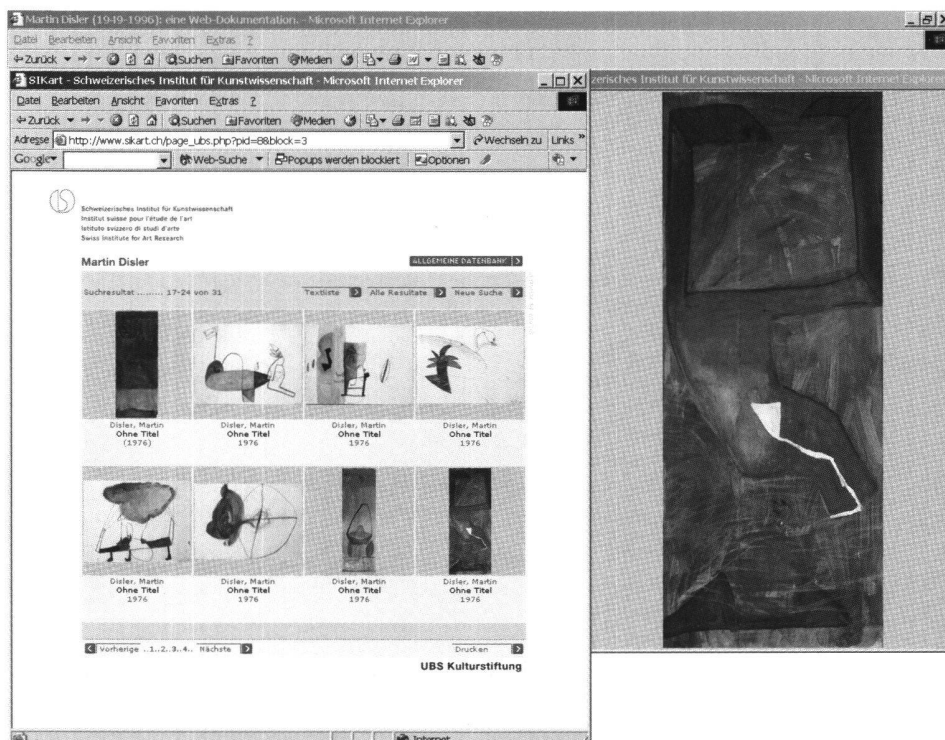 Martin Disler (1949-1996): eine Web-Dokumentation. - Microsoft Internet Explorer
Datei Bearbeiten Ansicht Favoriten Extras ?
Zurück Suchen Favoriten Medien
SIKart - Schweizerisches Institut für Kunstwissenschaft - Microsoft Internet Explorer
zerisches Institut für Kunstwissenschaft - Microsoft Internet Explorer
Datei Bearbeiten Ansicht Favoriten Extras ?
Zurück Suchen Favoriten Medien
Adresse http://www.sikart.ch/page_ubs.php?pid=8&block=3 Wechseln zu Links »
Google Web-Suche Popups werden blockiert Optionen
Schweizerisches Institut für Kunstwissenschaft
Institut suisse pour l'étude de l'art
Istituto svizzero di studi d'arte
Swiss Institute for Art Research
Martin Disler ALLGEMEINE DATENBANK
Suchresultat ......... 17-24 von 31 Textliste Alle Resultate Neue Suche
Disler, Martin Disler, Martin Disler, Martin Disler, Martin
Ohne Titel Ohne Titel Ohne Titel Ohne Titel
(1976) 1976 1976 1976
Disler, Martin Disler, Martin Disler, Martin Disler, Martin
Ohne Titel Ohne Titel Ohne Titel Ohne Titel
1976 1976 1976 1976
Vorherige ..1..2..3..4.. Nächste Drucken
UBS Kulturstiftung
Internet